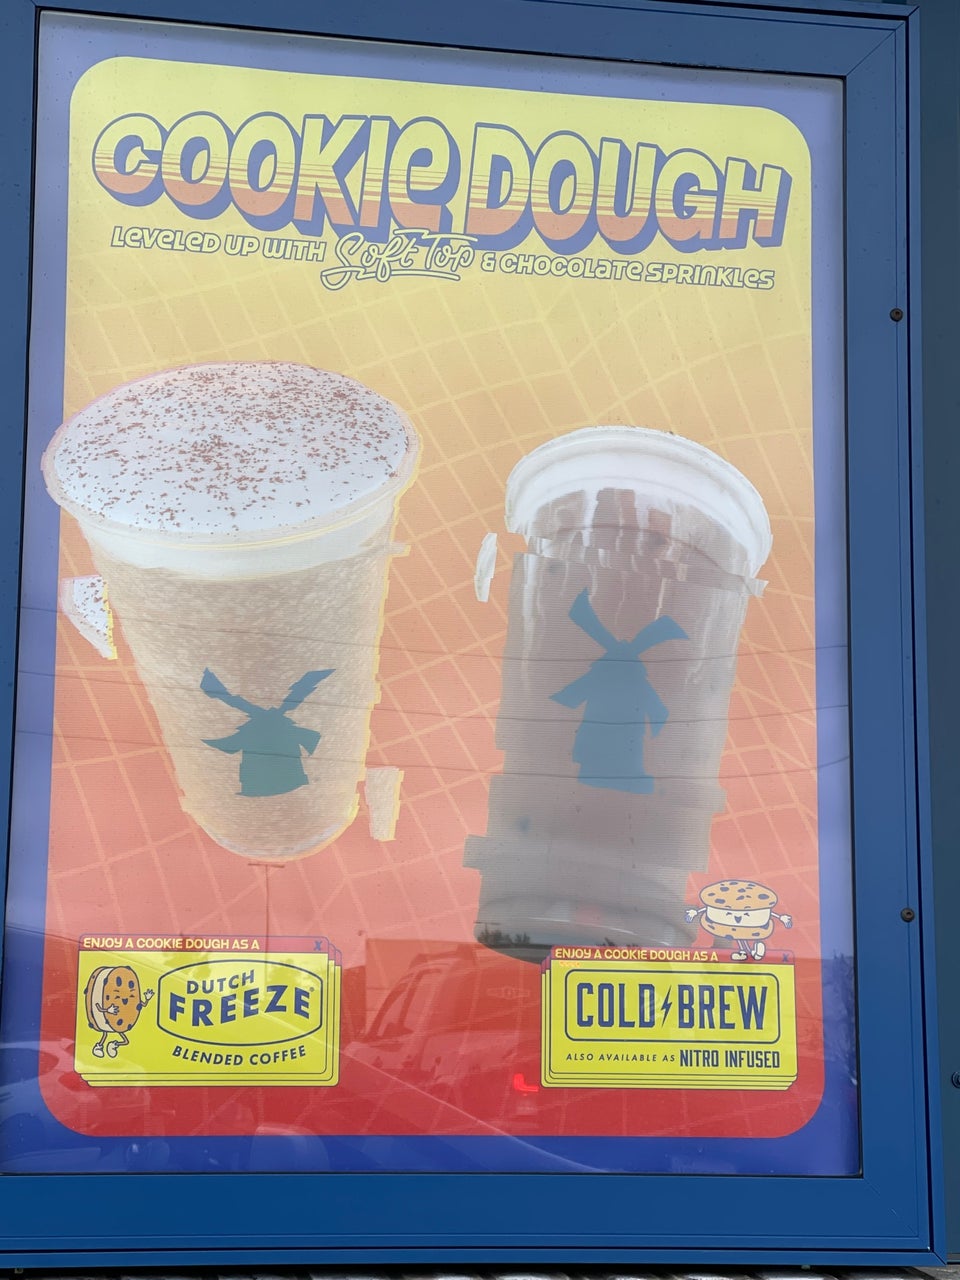 COOKIE DOUGH
LEVELED UP WITH Soft Top & CHOCOLATE SPRINKLES
ENJOY A COOKIE DOUGH AS A X
DUTCH
FREEZE®
BLENDED COFFEE
ENJOY A COOKIE DOUGH AS A X
COLD BREW
ALSO AVAILABLE AS NITRO INFUSED